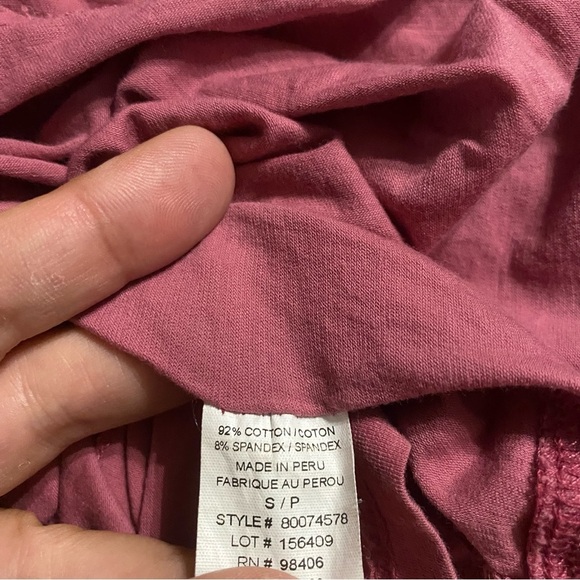 92% COTTON / COTON
8% SPANDEX / SPANDEX
MADE IN PERU
FABRIQUE AU PEROU
S / P
STYLE# 80074578
LOT # 156409
RN # 98406